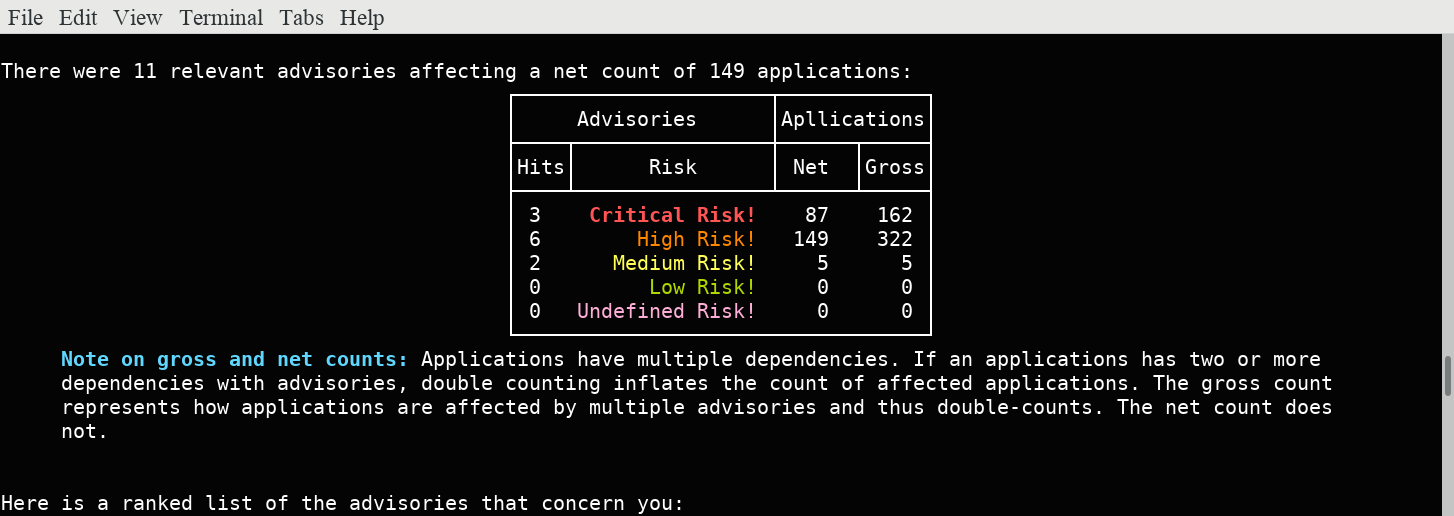 File Edit View Terminal Tabs Help
There were 11 relevant advisories affecting a net count of 149 applications:
Advisories Apllications
Hits Risk Net Gross
3 Critical Risk! 87 162
6 High Risk! 149 322
2 Medium Risk! 5 5
0 Low Risk! 0 0
0 Undefined Risk! 0 0
Note on gross and net counts: Applications have multiple dependencies. If an applications has two or more
dependencies with advisories, double counting inflates the count of affected applications. The gross count
represents how applications are affected by multiple advisories and thus double-counts. The net count does
not.
Here is a ranked list of the advisories that concern you: